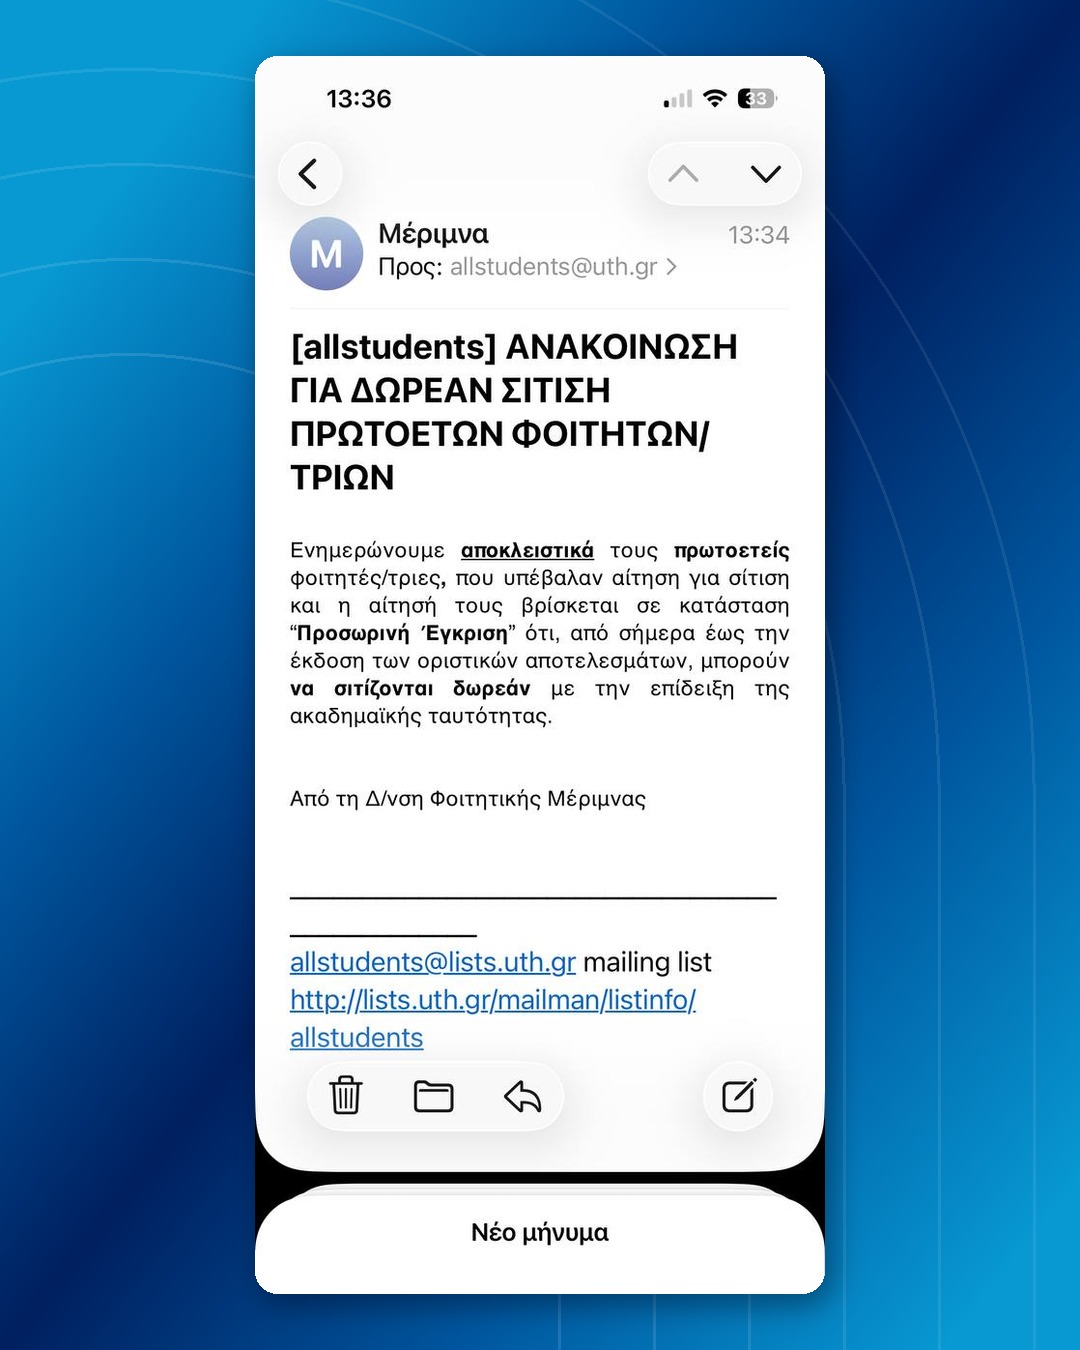 13:36
33
M
Μέριμνα
13:34
Προς: allstudents@uth.gr
[allstudents] ΑΝΑΚΟΙΝΩΣΗ
ΓΙΑ ΔΩΡΕΑΝ ΣΙΤΙΣΗ
ΠΡΩΤΟΕΤΩΝ ΦΟΙΤΗΤΩΝ/
ΤΡΙΩΝ
Ενημερώνουμε αποκλειστικά τους πρωτοετείς
φοιτητές/τριες, που υπέβαλαν αίτηση για σίτιση
και η αίτησή τους βρίσκεται σε κατάσταση
“Προσωρινή Έγκριση” ότι, από σήμερα έως την
έκδοση των οριστικών αποτελεσμάτων, μπορούν
να σιτίζονται δωρεάν με την επίδειξη της
ακαδημαϊκής ταυτότητας.
Από τη Δ/νση Φοιτητικής Μέριμνας
allstudents@lists.uth.gr mailing list
http://lists.uth.gr/mailman/listinfo/
allstudents
Νέο μήνυμα